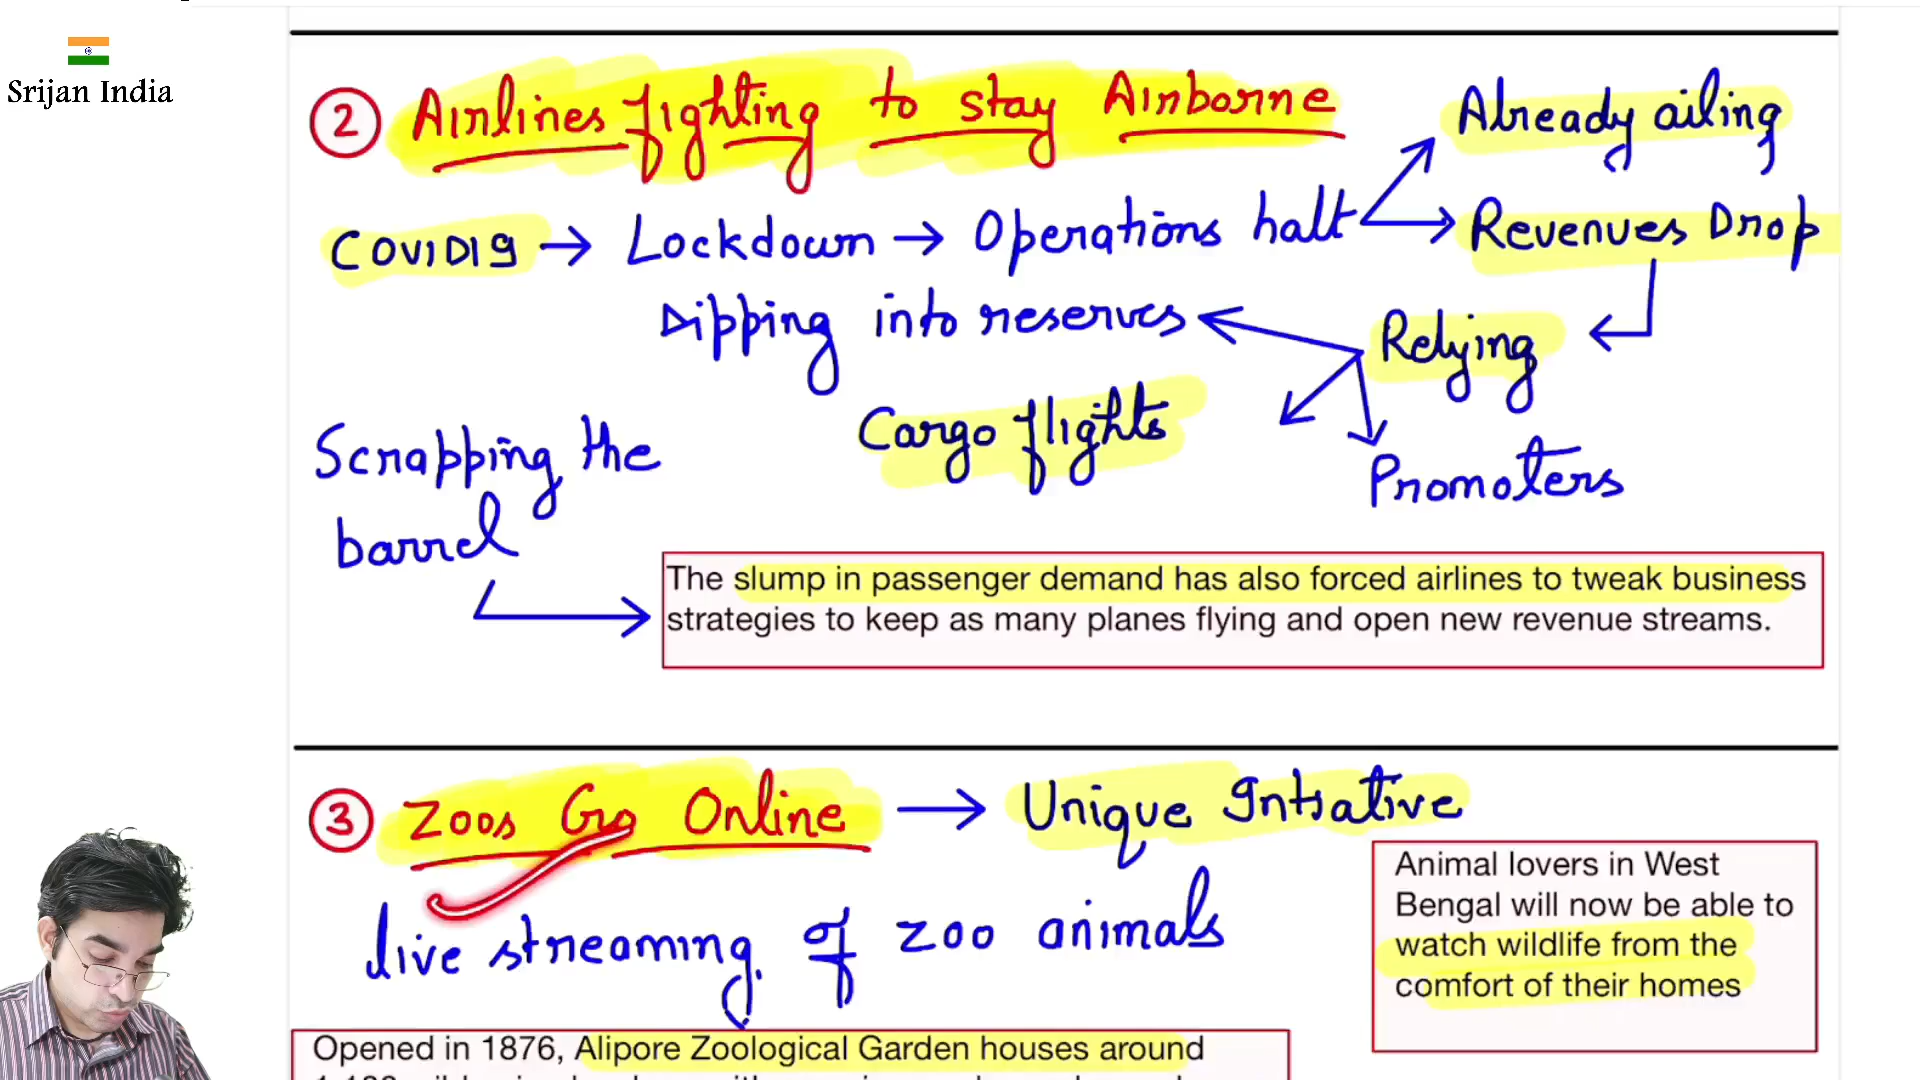 Srijan India
2 Airlines fighting to stay Airborne
Already ailing
COVID19 → Lockdown → Operations halt
Revenues Drop
Dipping into reserves
Relying
Cargo flights
Promoters
Scrapping the
barrel
The slump in passenger demand has also forced airlines to tweak business
strategies to keep as many planes flying and open new revenue streams.
3 Zoos Go Online → Unique Intiative
live streaming of zoo animals
Animal lovers in West
Bengal will now be able to
watch wildlife from the
comfort of their homes
Opened in 1876, Alipore Zoological Garden houses around